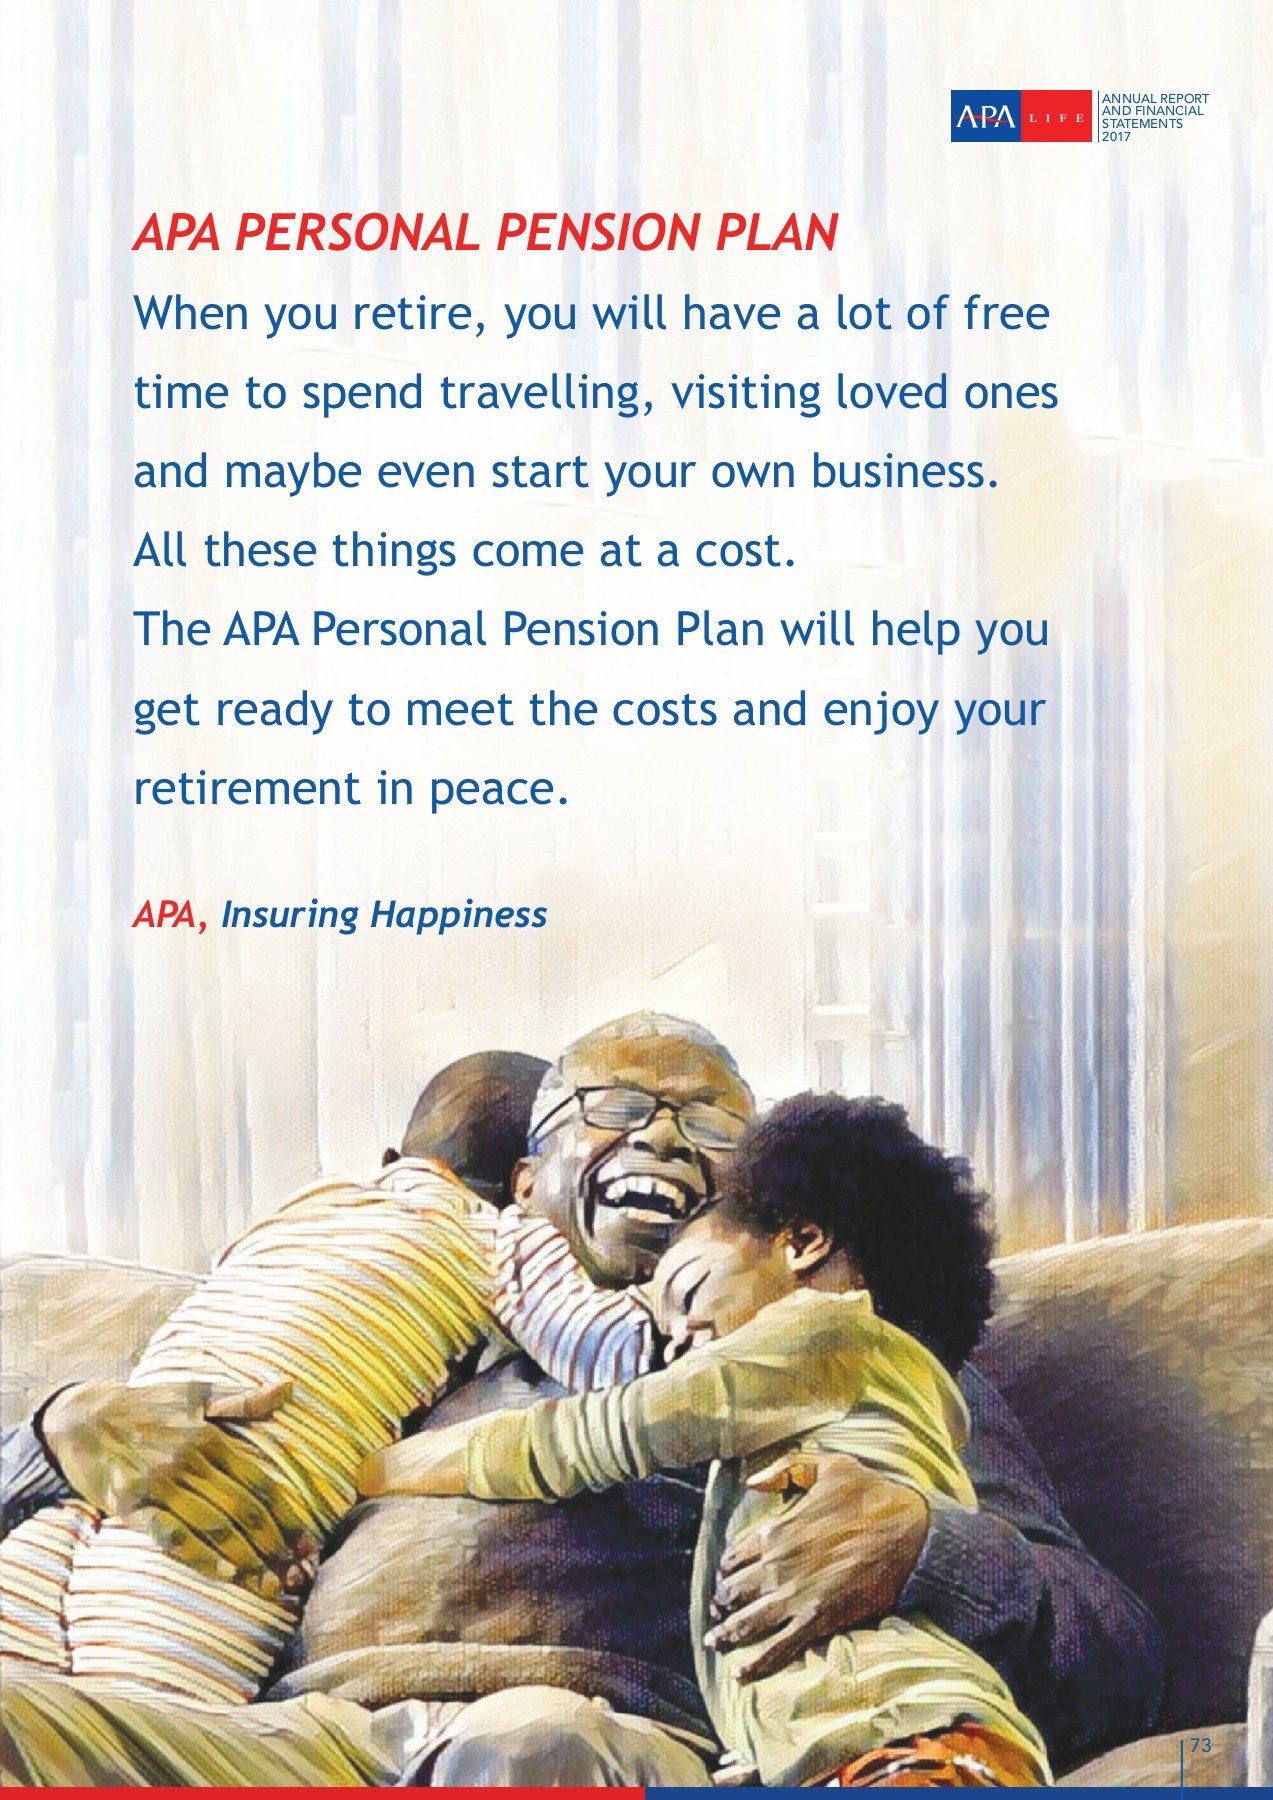 APA LIFE
ANNUAL REPORT
AND FINANCIAL
STATEMENTS
2017
APA PERSONAL PENSION PLAN
When you retire, you will have a lot of free
time to spend travelling, visiting loved ones
and maybe even start your own business.
All these things come at a cost.
The APA Personal Pension Plan will help you
get ready to meet the costs and enjoy your
retirement in peace.
APA, Insuring Happiness
73